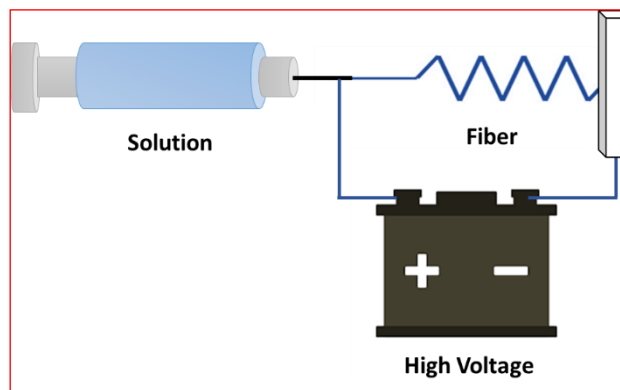 Solution
Fiber
+ −
High Voltage